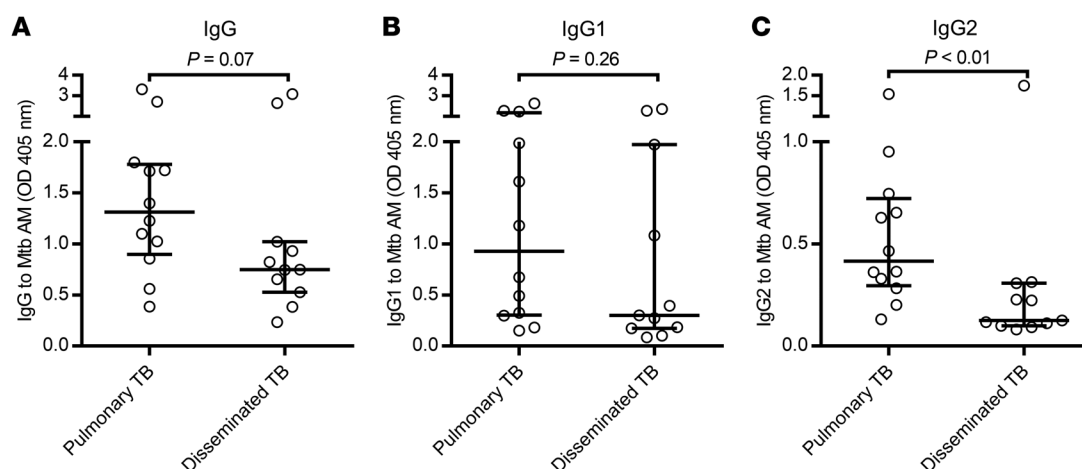 A
IgG
P = 0.07
IgG to Mtb AM (OD 405 nm)
4
3
2.0
1.5
1.0
0.5
0.0
Pulmonary TB
Disseminated TB
B
IgG1
P = 0.26
IgG1 to Mtb AM (OD 405 nm)
4
3
2.0
1.5
1.0
0.5
0.0
Pulmonary TB
Disseminated TB
C
IgG2
P < 0.01
IgG2 to Mtb AM (OD 405 nm)
2.0
1.5
1.0
0.5
0.0
Pulmonary TB
Disseminated TB